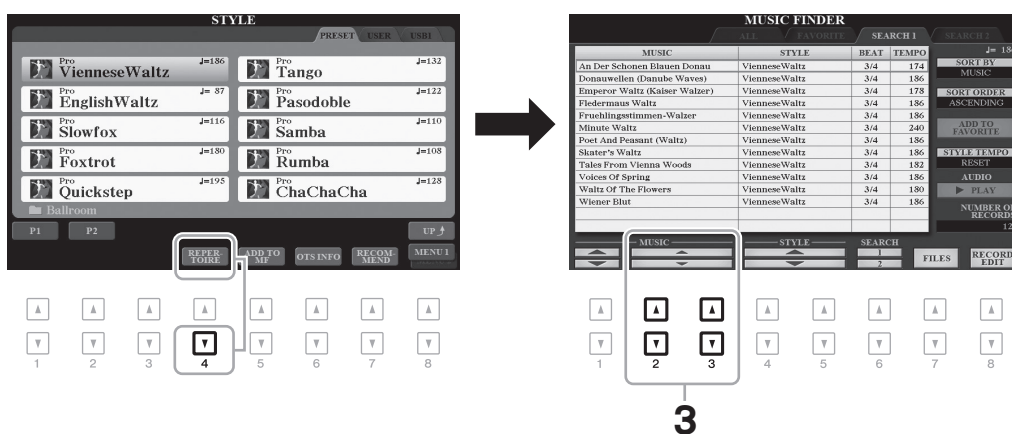 STYLE
PRESET USER USB1
Pro ♩=186
VienneseWaltz
Pro ♩=132
Tango
Pro ♩= 87
EnglishWaltz
Pro ♩=122
Pasodoble
Pro ♩=116
Slowfox
Pro ♩=110
Samba
Pro ♩=180
Foxtrot
Pro ♩=108
Rumba
Pro ♩=195
Quickstep
Pro ♩=128
ChaChaCha
Ballroom
P1 P2 UP
REPER-
TOIRE
ADD TO
MF
OTS INFO
RECOM-
MEND
MENU 1
1 2 3 4 5 6 7 8
MUSIC FINDER
ALL FAVORITE SEARCH 1 SEARCH 2
MUSIC STYLE BEAT TEMPO
An Der Schonen Blauen Donau VienneseWaltz 3/4 174
Donauwellen (Danube Waves) VienneseWaltz 3/4 186
Emperor Waltz (Kaiser Walzer) VienneseWaltz 3/4 178
Fledermaus Waltz VienneseWaltz 3/4 186
Fruehlingsstimmen-Walzer VienneseWaltz 3/4 186
Minute Waltz VienneseWaltz 3/4 240
Poet And Peasant (Waltz) VienneseWaltz 3/4 186
Skater's Waltz VienneseWaltz 3/4 186
Tales From Vienna Woods VienneseWaltz 3/4 182
Voices Of Spring VienneseWaltz 3/4 186
Waltz Of The Flowers VienneseWaltz 3/4 180
Wiener Blut VienneseWaltz 3/4 186
♩= 18
SORT BY
MUSIC
SORT ORDER
ASCENDING
ADD TO
FAVORITE
STYLE TEMPO
RESET
AUDIO
PLAY
NUMBER O
RECORD
12
MUSIC STYLE SEARCH
1
2
FILES
RECORD
EDIT
1 2 3 4 5 6 7 8
3